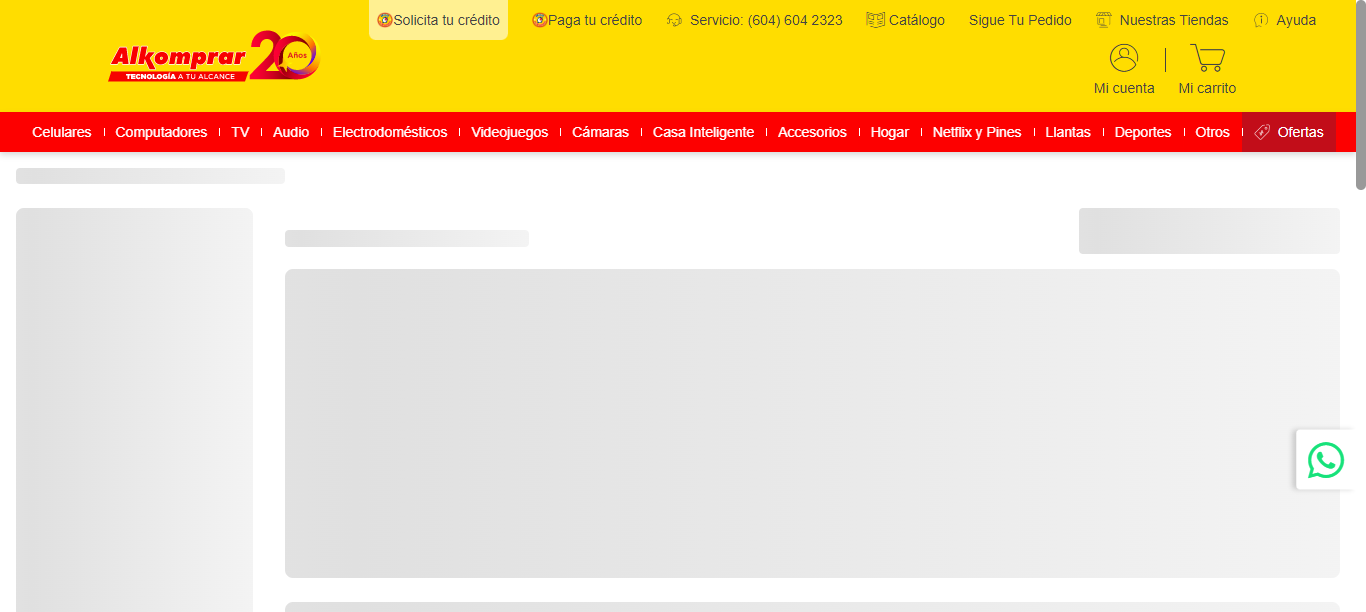 Solicita tu crédito
Paga tu crédito
Servicio: (604) 604 2323
Catálogo
Sigue Tu Pedido
Nuestras Tiendas
Ayuda
Alkomprar 20 Años
TECNOLOGÍA A TU ALCANCE
Mi cuenta
Mi carrito
Celulares
Computadores
TV
Audio
Electrodomésticos
Videojuegos
Cámaras
Casa Inteligente
Accesorios
Hogar
Netflix y Pines
Llantas
Deportes
Otros
Ofertas